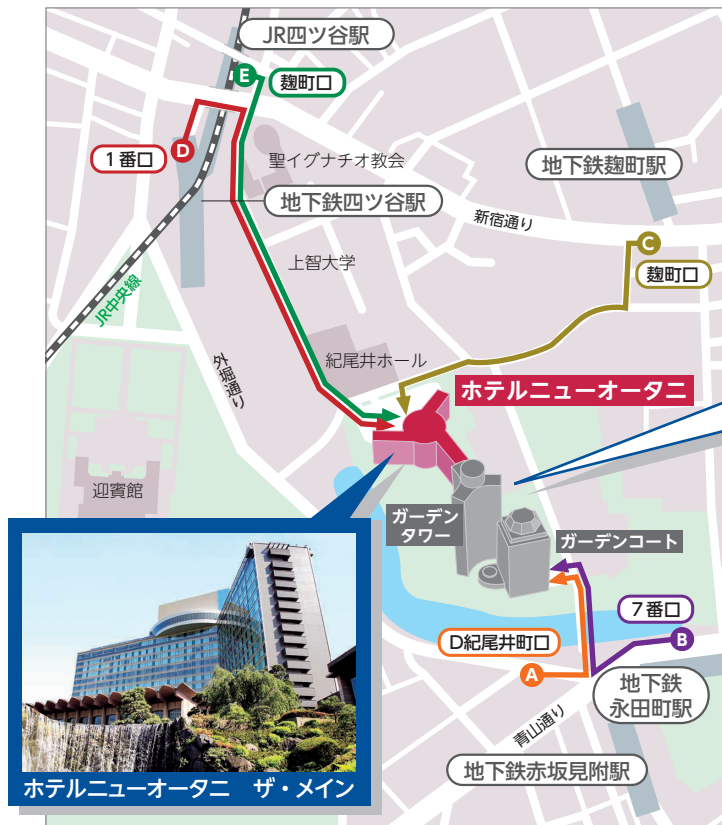 JR四ツ谷駅
E
麹町口
D
1番口
聖イグナチオ教会
地下鉄麹町駅
地下鉄四ツ谷駅
新宿通り
C
麹町口
上智大学
JR中央線
紀尾井ホール
外堀通り
ホテルニューオータニ
迎賓館
ガーデン
タワー
ガーデンコート
7番口
B
D紀尾井町口
A
地下鉄
永田町駅
青山通り
地下鉄赤坂見附駅
ホテルニューオータニ ザ・メイン